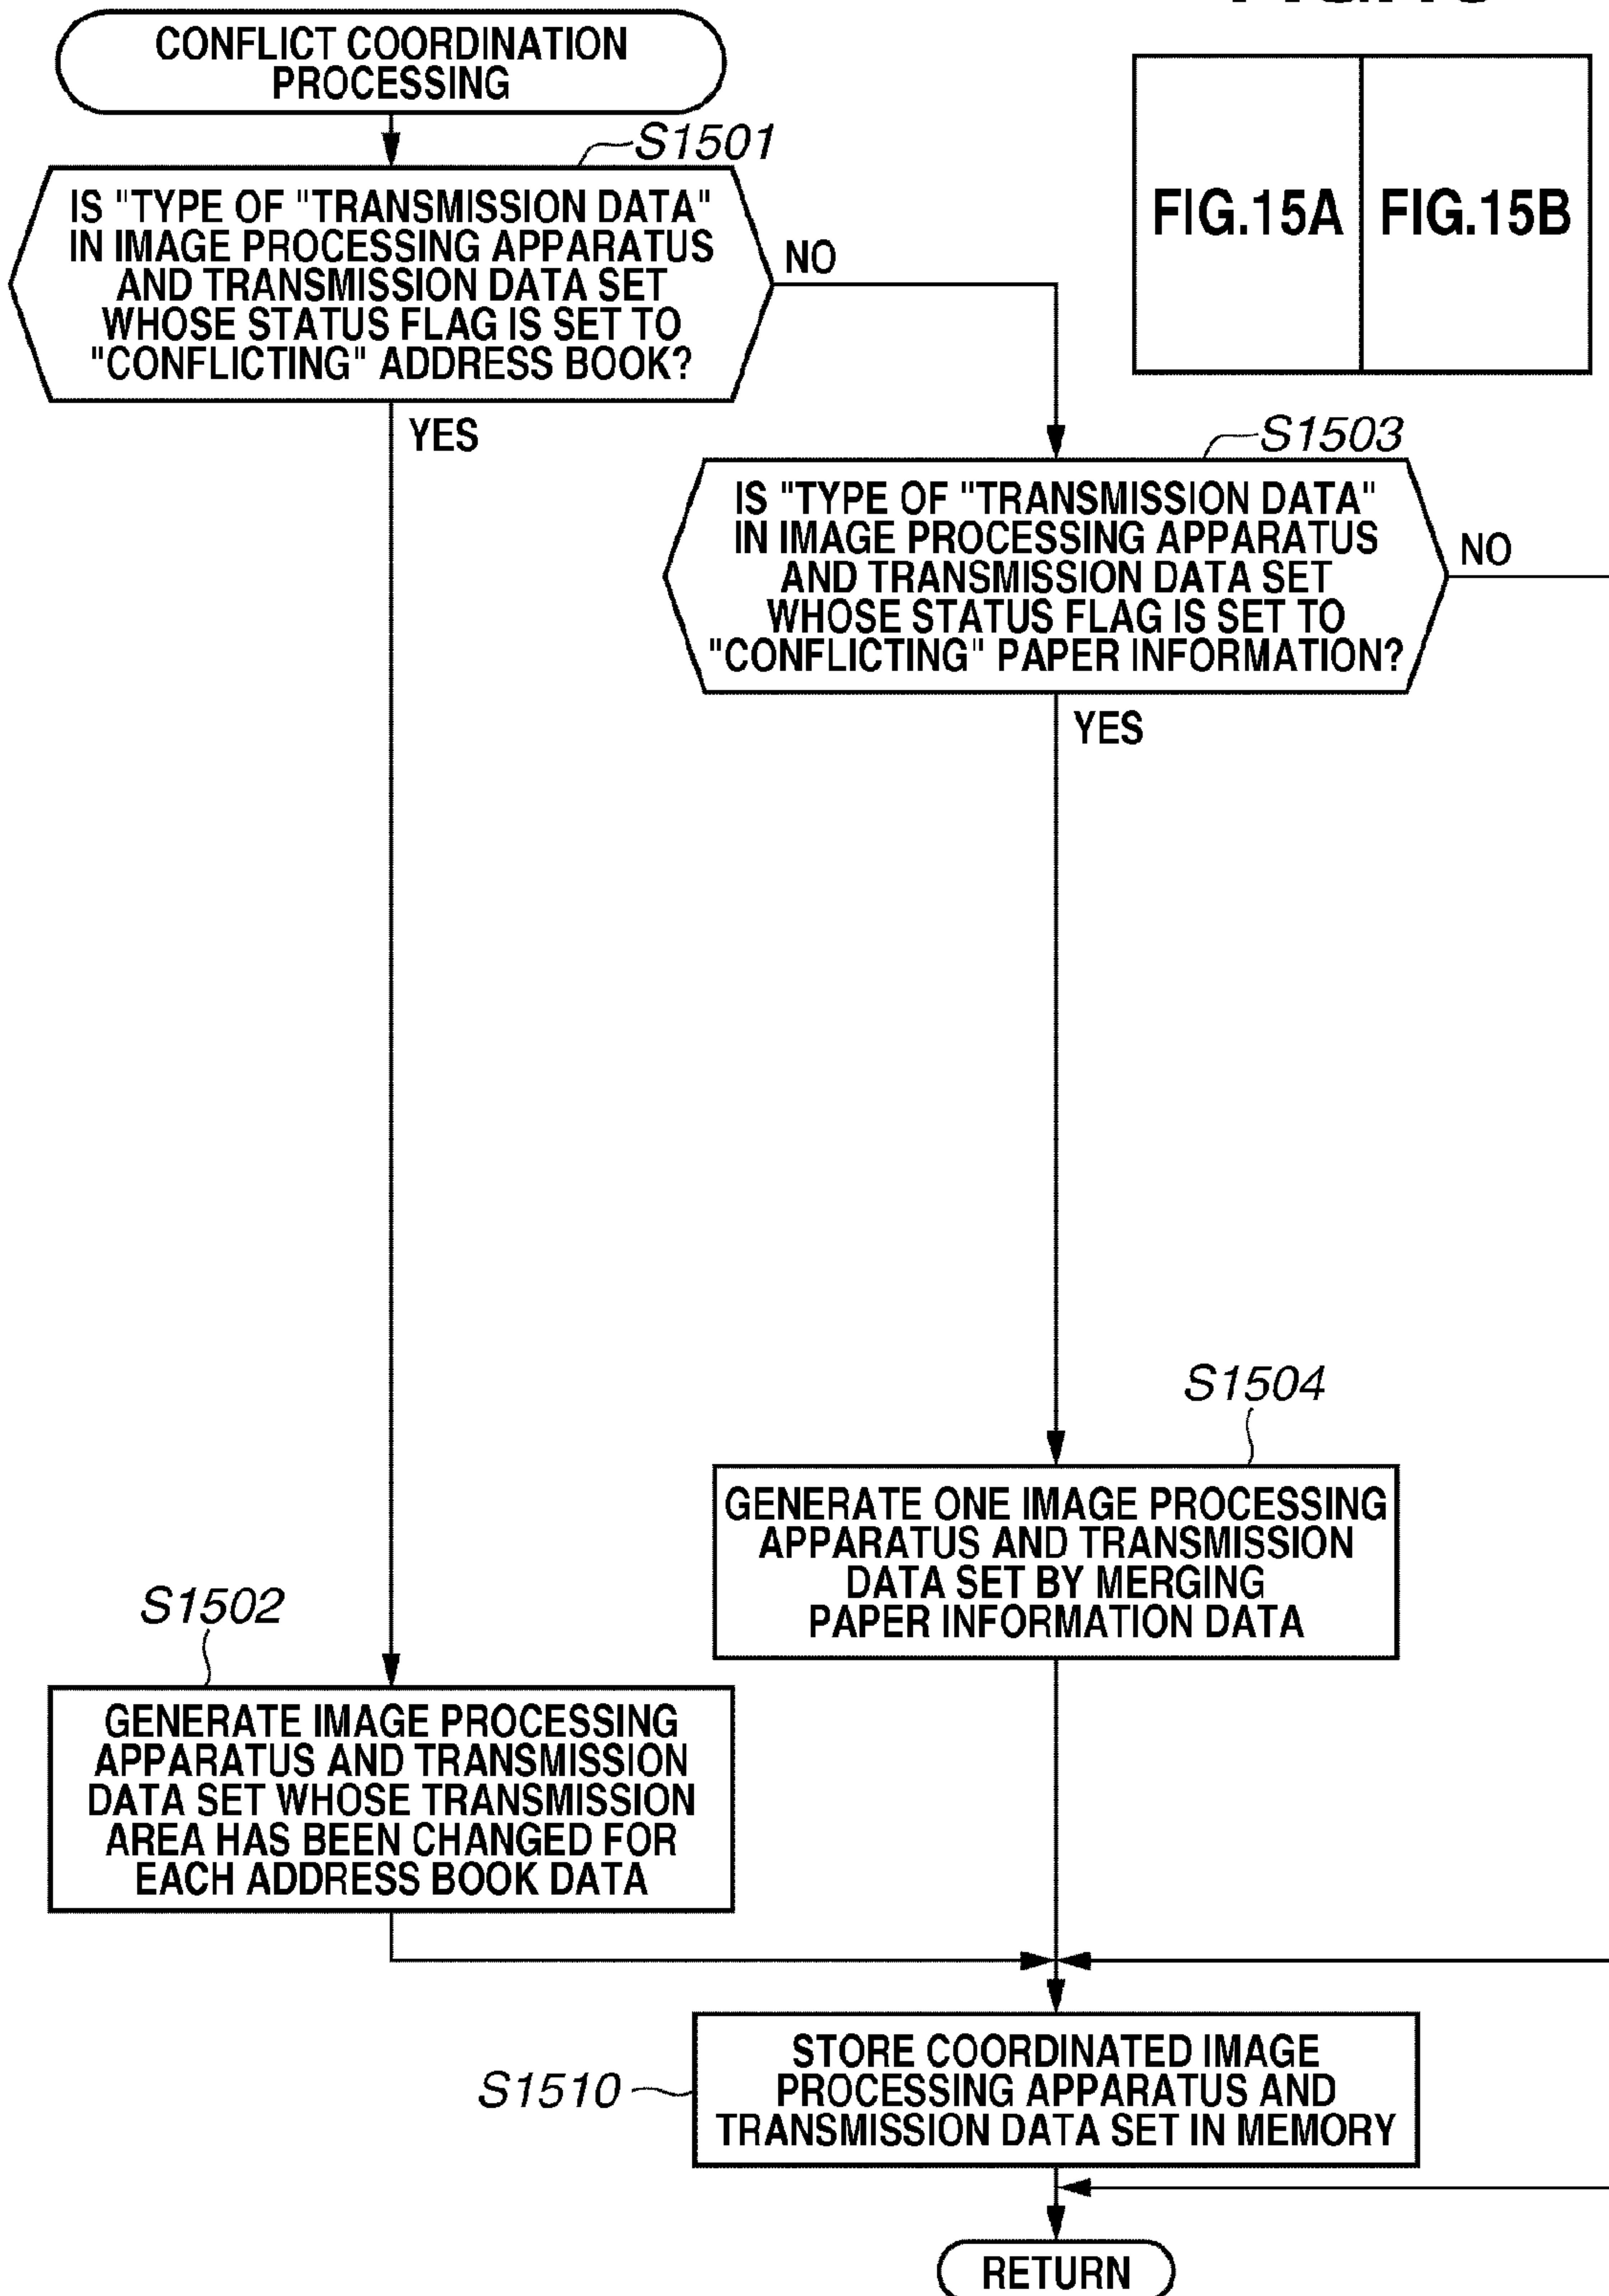 CONFLICT COORDINATION
PROCESSING
S1501
IS "TYPE OF "TRANSMISSION DATA"
IN IMAGE PROCESSING APPARATUS
AND TRANSMISSION DATA SET
WHOSE STATUS FLAG IS SET TO
"CONFLICTING" ADDRESS BOOK?
NO
YES
FIG.15A
FIG.15B
S1503
IS "TYPE OF "TRANSMISSION DATA"
IN IMAGE PROCESSING APPARATUS
AND TRANSMISSION DATA SET
WHOSE STATUS FLAG IS SET TO
"CONFLICTING" PAPER INFORMATION?
NO
YES
S1504
GENERATE ONE IMAGE PROCESSING
APPARATUS AND TRANSMISSION
DATA SET BY MERGING
PAPER INFORMATION DATA
S1502
GENERATE IMAGE PROCESSING
APPARATUS AND TRANSMISSION
DATA SET WHOSE TRANSMISSION
AREA HAS BEEN CHANGED FOR
EACH ADDRESS BOOK DATA
S1510
STORE COORDINATED IMAGE
PROCESSING APPARATUS AND
TRANSMISSION DATA SET IN MEMORY
RETURN